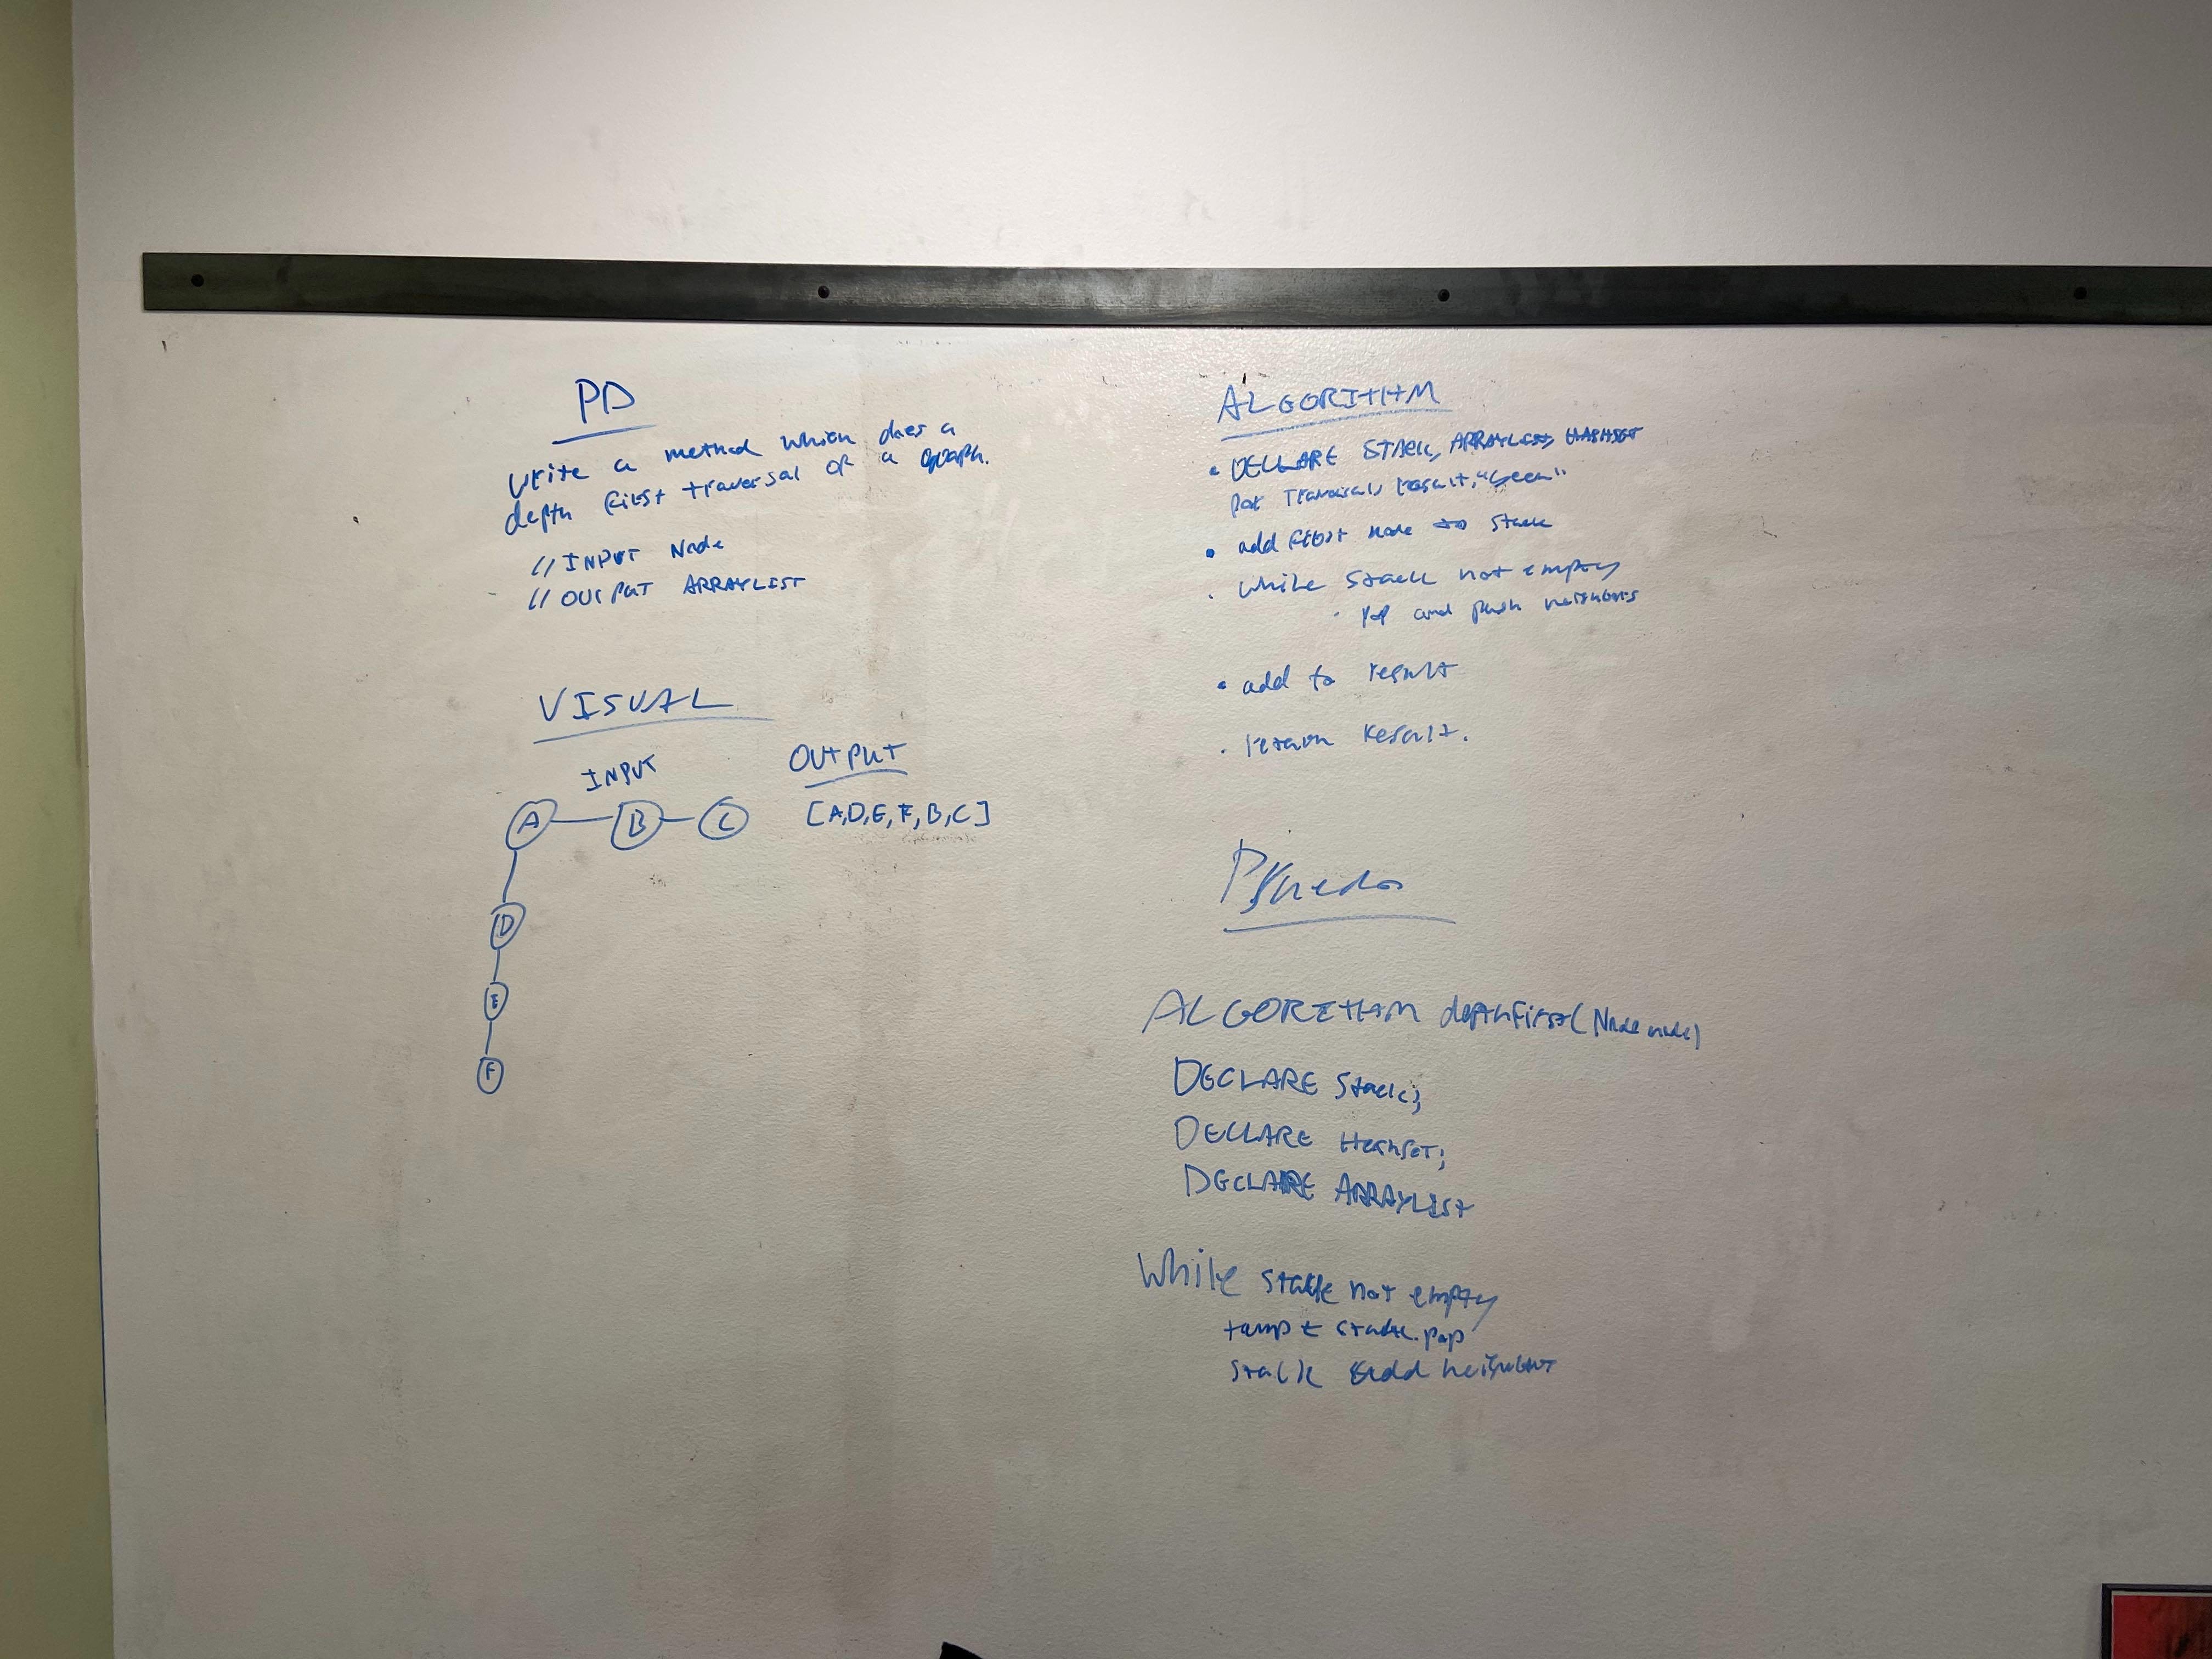 PD
write a method which does a
depth first traversal of a graph.
// INPUT Node
// OUTPUT ARRAYLIST
VISUAL
INPUT
OUTPUT
A B C
[A,D,E,F,B,C]
D
E
F
ALGORITHM
• DECLARE STACK, ARRAYLIST, HASHSET
for Traversal, result, "seen"
• add first node to stack
• while stack not empty
• pop and push neighbors
• add to result
• return result.
Psuedo
ALGORITHM depthFirst(Node node)
DECLARE Stack;
DECLARE HashSET;
DECLARE ARRAYLIST
While stack not empty
temp ← stack.pop
stack add neighbor